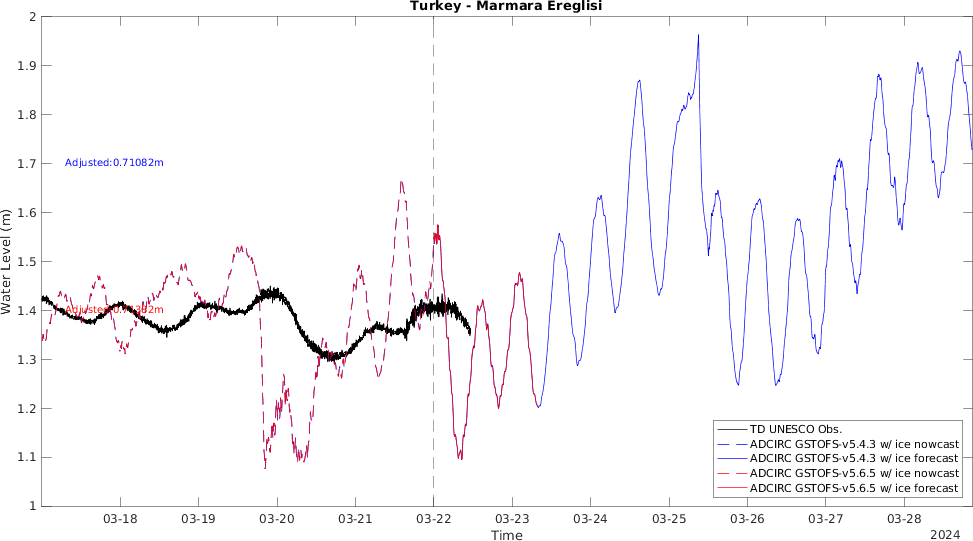 Turkey - Marmara Ereglisi
2
1.9
1.8
1.7
1.6
1.5
1.4
1.3
1.2
1.1
1
Water Level (m)
Adjusted:0.71082m
TD UNESCO Obs.
ADCIRC GSTOFS-v5.4.3 w/ ice nowcast
ADCIRC GSTOFS-v5.4.3 w/ ice forecast
ADCIRC GSTOFS-v5.6.5 w/ ice nowcast
ADCIRC GSTOFS-v5.6.5 w/ ice forecast
03-18 03-19 03-20 03-21 03-22 03-23 03-24 03-25 03-26 03-27 03-28
Time
2024